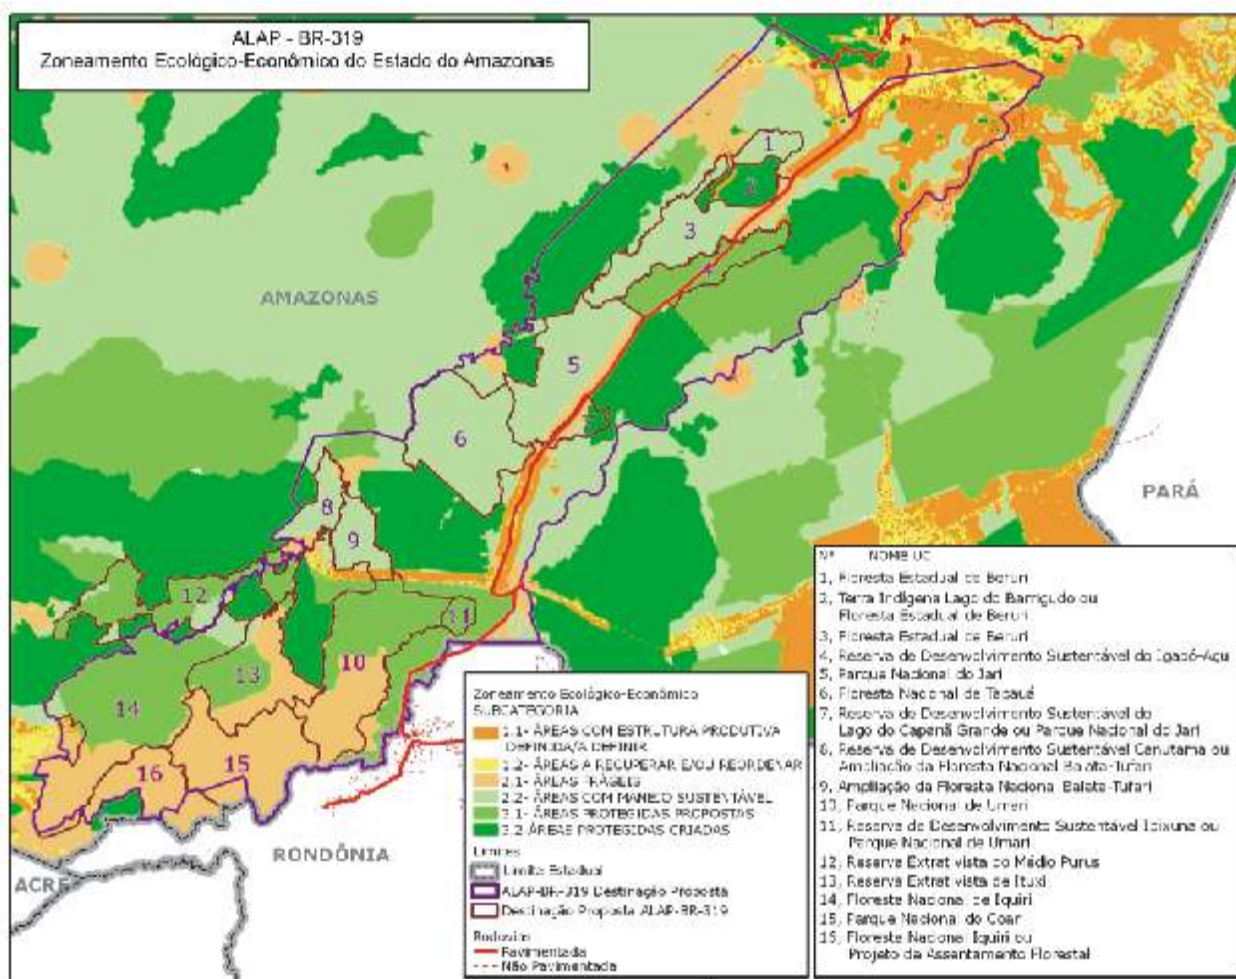 ALAP - BR-319
Zoneamento Ecológico-Econômico do Estado do Amazonas
1
2
3
4
AMAZONAS
5
6
7
8
9
PARÁ
12
11
13
10
14
15
16
RONDÔNIA
ACRE
Zoneamento Ecológico-Econômico
SUBCATEGORIA
1.1- ÁREAS COM ESTRUTURA PRODUTIVA
DEFINIDA/A DEFINIR
1.2- ÁREAS A RECUPERAR E/OU REORDENAR
2.1- ÁREAS FRÁGEIS
2.2- ÁREAS COM MANEJO SUSTENTÁVEL
3.1- ÁREAS PROTEGIDAS PROPOSTAS
3.2 ÁREAS PROTEGIDAS CRIADAS
Limites
Limite Estadual
ALAP-BR-319 Destinação Proposta
Destinação Proposta ALAP-BR-319
Rodovias
Pavimentada
Não Pavimentada
Nº NOME UC
1, Floresta Estadual de Beruri
2, Terra Indígena Lago do Barrigudo ou
Floresta Estadual de Beruri
3, Floresta Estadual de Beruri
4, Reserva de Desenvolvimento Sustentável do Igapó-Açu
5, Parque Nacional do Jari
6, Floresta Nacional de Tapauá
7, Reserva de Desenvolvimento Sustentável do
Lago do Capanã Grande ou Parque Nacional do Jari
8, Reserva de Desenvolvimento Sustentável Canutama ou
Ampliação da Floresta Nacional Balata-Tufari
9, Ampliação da Floresta Nacional Balata-Tufari
10, Parque Nacional de Umari
11, Reserva de Desenvolvimento Sustentável Ipixuna ou
Parque Nacional de Umari
12, Reserva Extrativista do Médio Purus
13, Reserva Extrativista de Ituxi
14, Floresta Nacional de Iquiri
15, Parque Nacional do Coari
16, Floresta Nacional Iquiri ou
Projeto de Assentamento Florestal